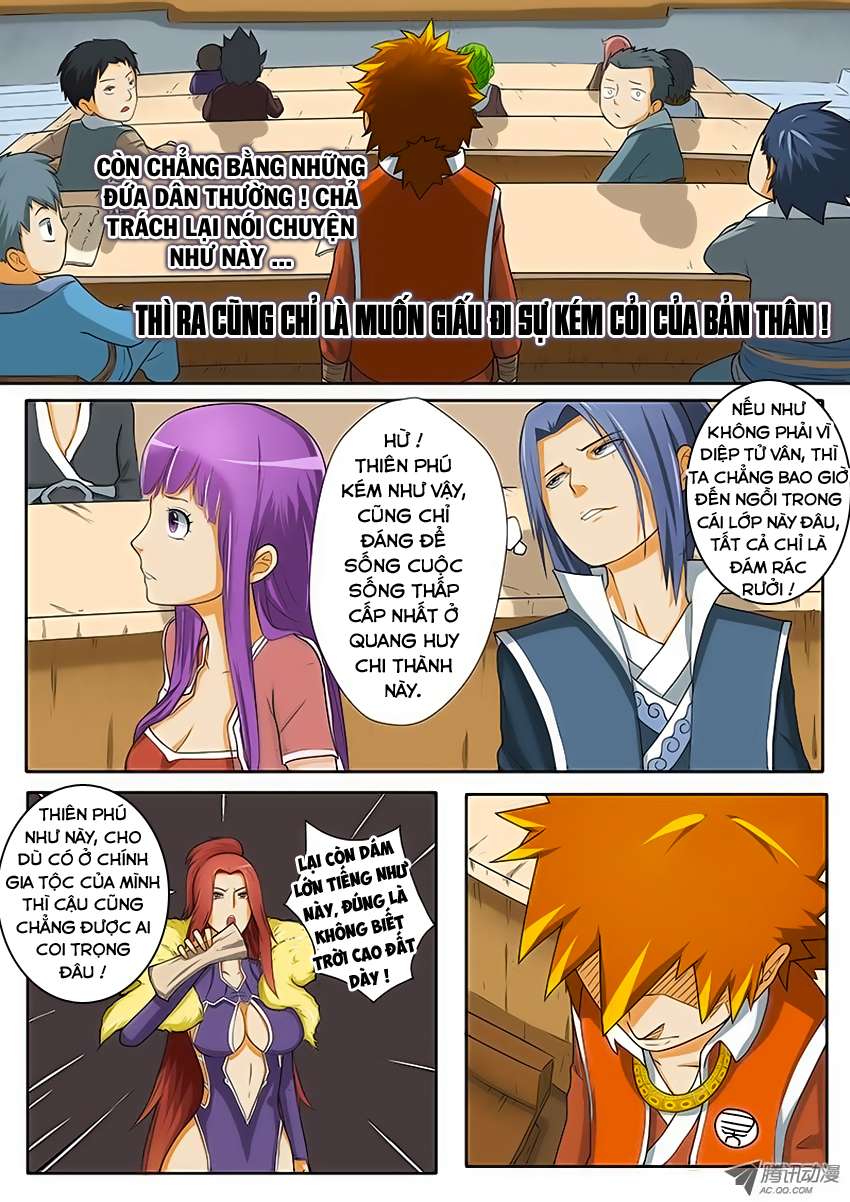 CÒN CHẲNG BẰNG NHỮNG
ĐỨA DÂN THƯỜNG ! CHẢ
TRÁCH LẠI NÓI CHUYỆN
NHƯ NÀY ...
THÌ RA CŨNG CHỈ LÀ MUỐN GIẤU ĐI SỰ KÉM CỎI CỦA BẢN THÂN !
HỪ !
THIÊN PHÚ
KÉM NHƯ VẬY,
CŨNG CHỈ
ĐÁNG ĐỂ
SỐNG CUỘC
SỐNG THẤP
CẤP NHẤT Ở
QUANG HUY
CHI THÀNH
NÀY.
NẾU NHƯ
KHÔNG PHẢI VÌ
DIỆP TỬ VÂN, THÌ
TA CHẲNG BAO GIỜ
ĐẾN NGỒI TRONG
CÁI LỚP NÀY ĐÂU,
TẤT CẢ CHỈ LÀ
ĐÁM RÁC
RƯỞI !
THIÊN PHÚ
NHƯ NÀY, CHO
DÙ CÓ Ở CHÍNH
GIA TỘC CỦA MÌNH
THÌ CẬU CŨNG
CHẲNG ĐƯỢC AI
COI TRỌNG
ĐÂU !
LẠI CÒN DÁM
LỚN TIẾNG NHƯ
NÀY, ĐÚNG LÀ
KHÔNG BIẾT
TRỜI CAO ĐẤT
DÀY !
腾讯动漫
AC.QQ.COM